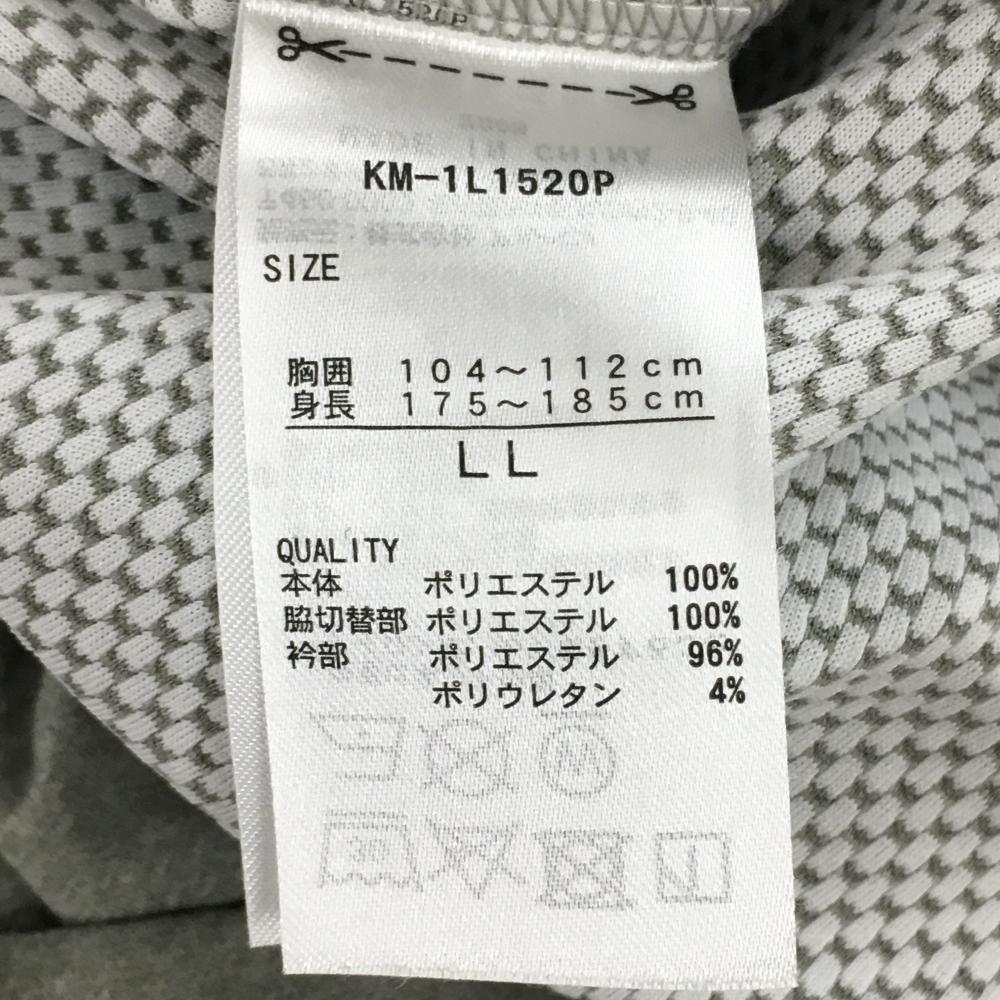 KM-1L1520P
SIZE
胸囲 104～112cm
身長 175～185cm
LL
QUALITY
本体 ポリエステル 100%
脇切替部 ポリエステル 100%
衿部 ポリエステル 96%
ポリウレタン 4%